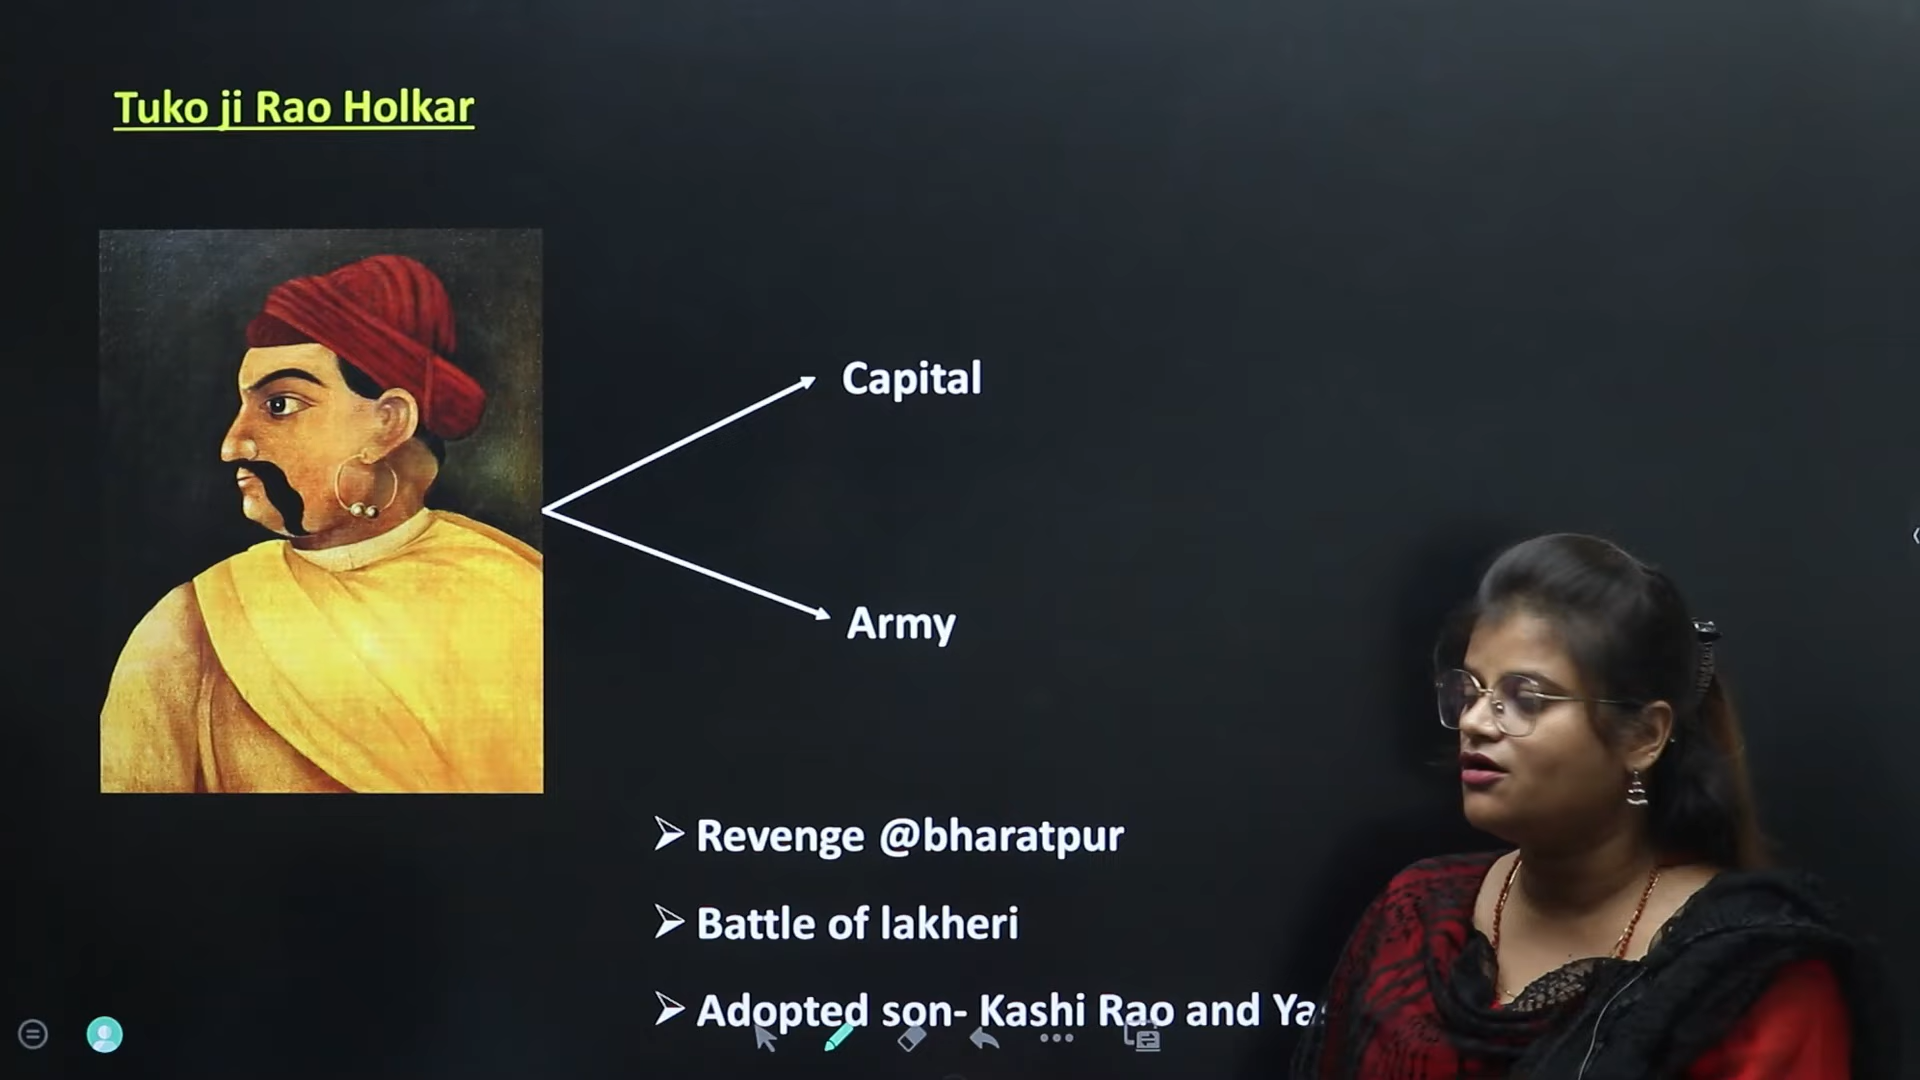 Tuko ji Rao Holkar
Capital
Army
➢ Revenge @bharatpur
➢ Battle of lakheri
➢ Adopted son- Kashi Rao and